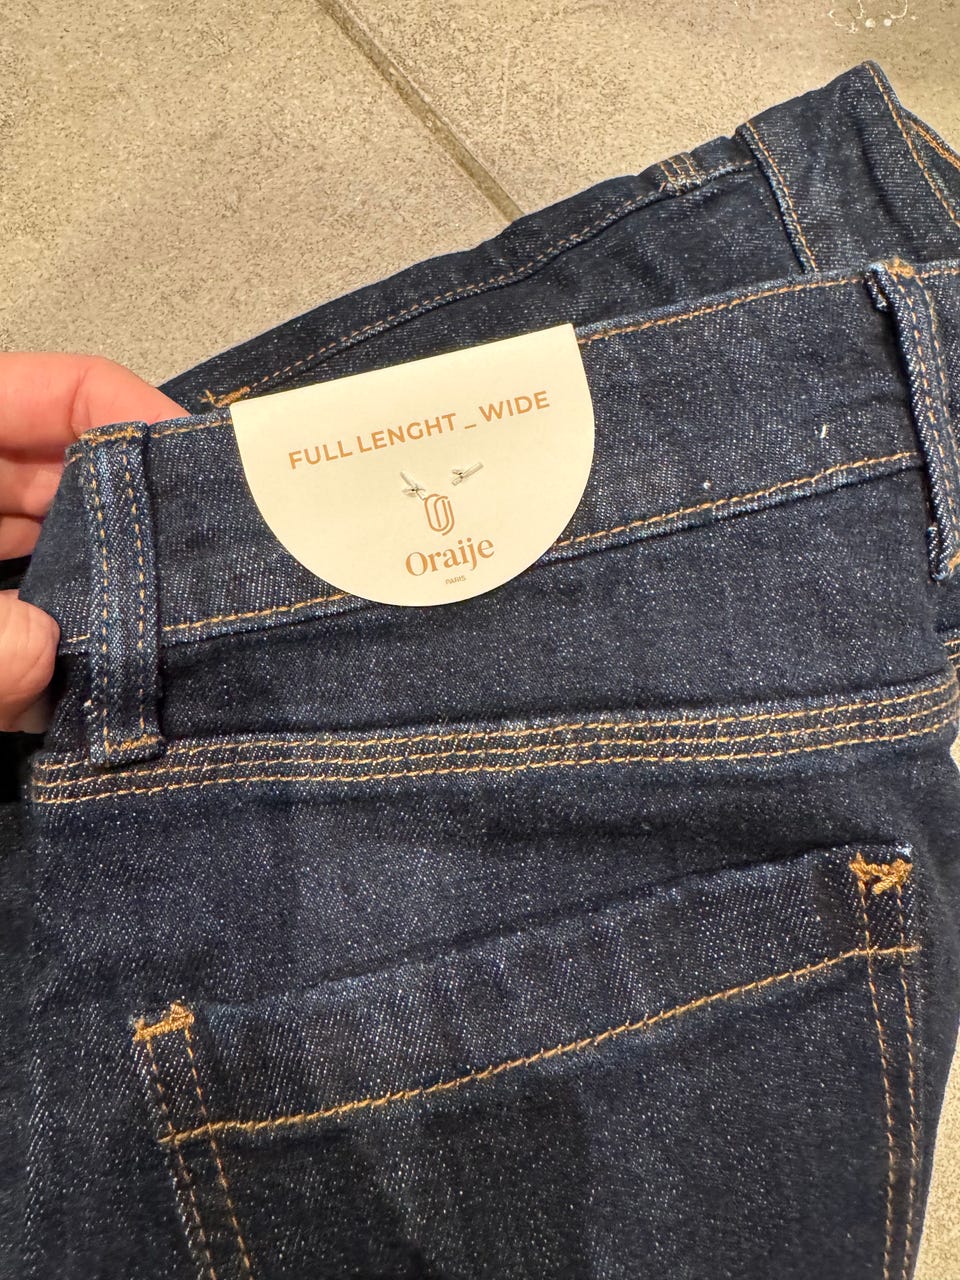 FULL LENGHT _ WIDE
Oraije
PARIS